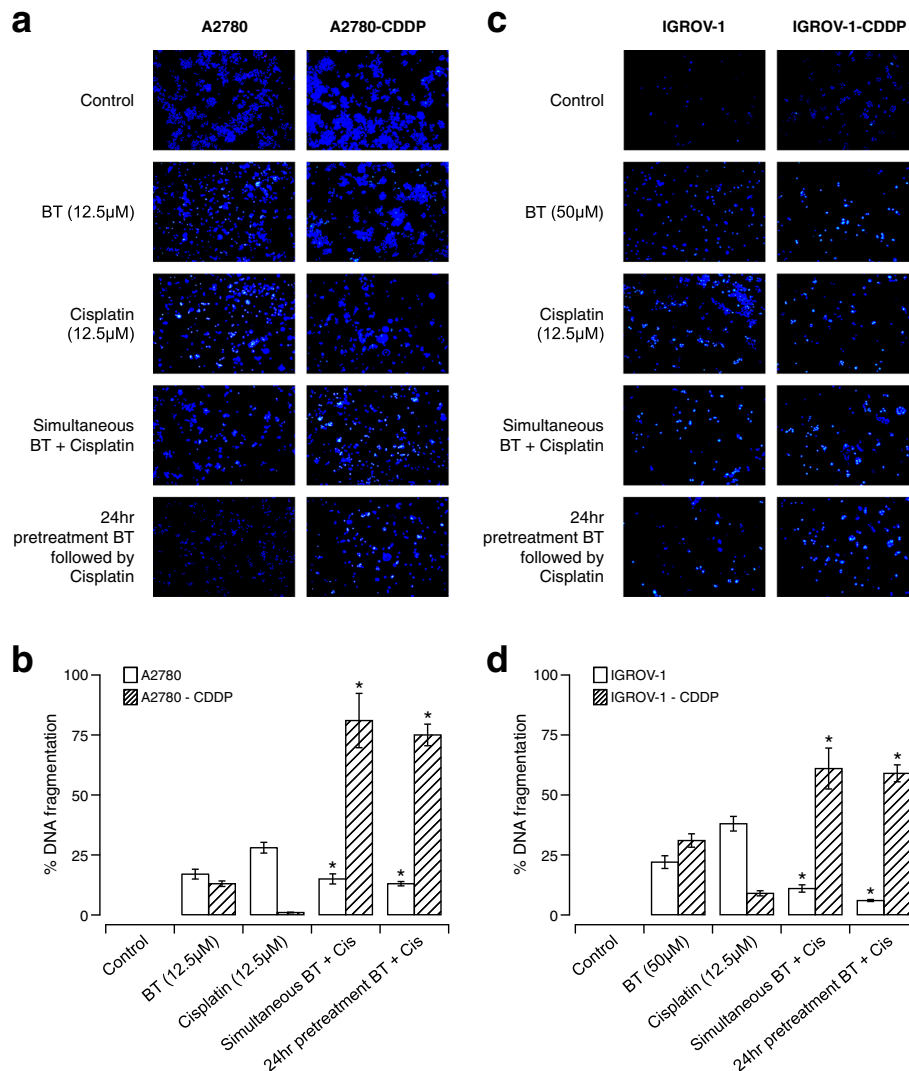 a
A2780
A2780-CDDP
Control
BT (12.5µM)
Cisplatin
(12.5µM)
Simultaneous
BT + Cisplatin
24hr
pretreatment BT
followed by
Cisplatin
c
IGROV-1
IGROV-1-CDDP
Control
BT (50µM)
Cisplatin
(12.5µM)
Simultaneous
BT + Cisplatin
24hr
pretreatment BT
followed by
Cisplatin
b
100
75
50
25
0
% DNA fragmentation
A2780
A2780 - CDDP
*
*
*
*
Control
BT (12.5µM)
Cisplatin (12.5µM)
Simultaneous BT + Cis
24hr pretreatment BT + Cis
d
100
75
50
25
0
% DNA fragmentation
IGROV-1
IGROV-1 - CDDP
*
*
*
*
Control
BT (50µM)
Cisplatin (12.5µM)
Simultaneous BT + Cis
24hr pretreatment BT + Cis